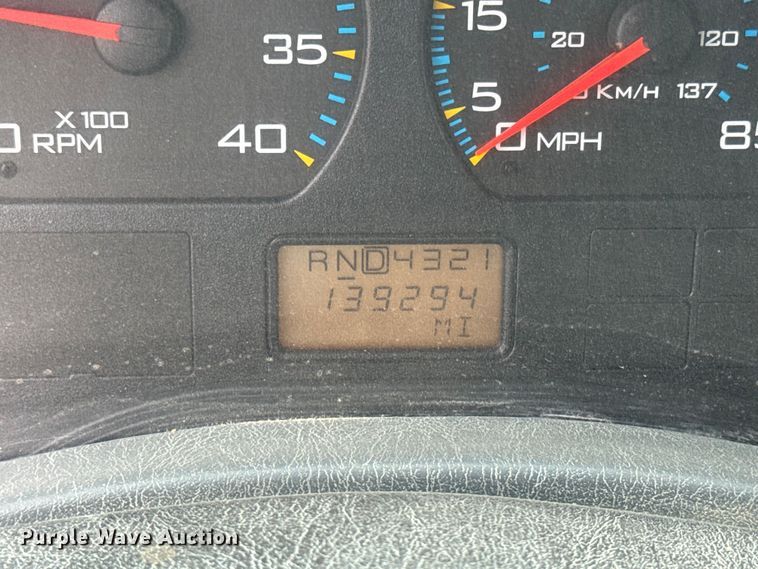 35
40
X100
0 RPM
15
5
0 MPH
20
120
KM/H 137
85
RND4321
139294
MI
Purple Wave Auction